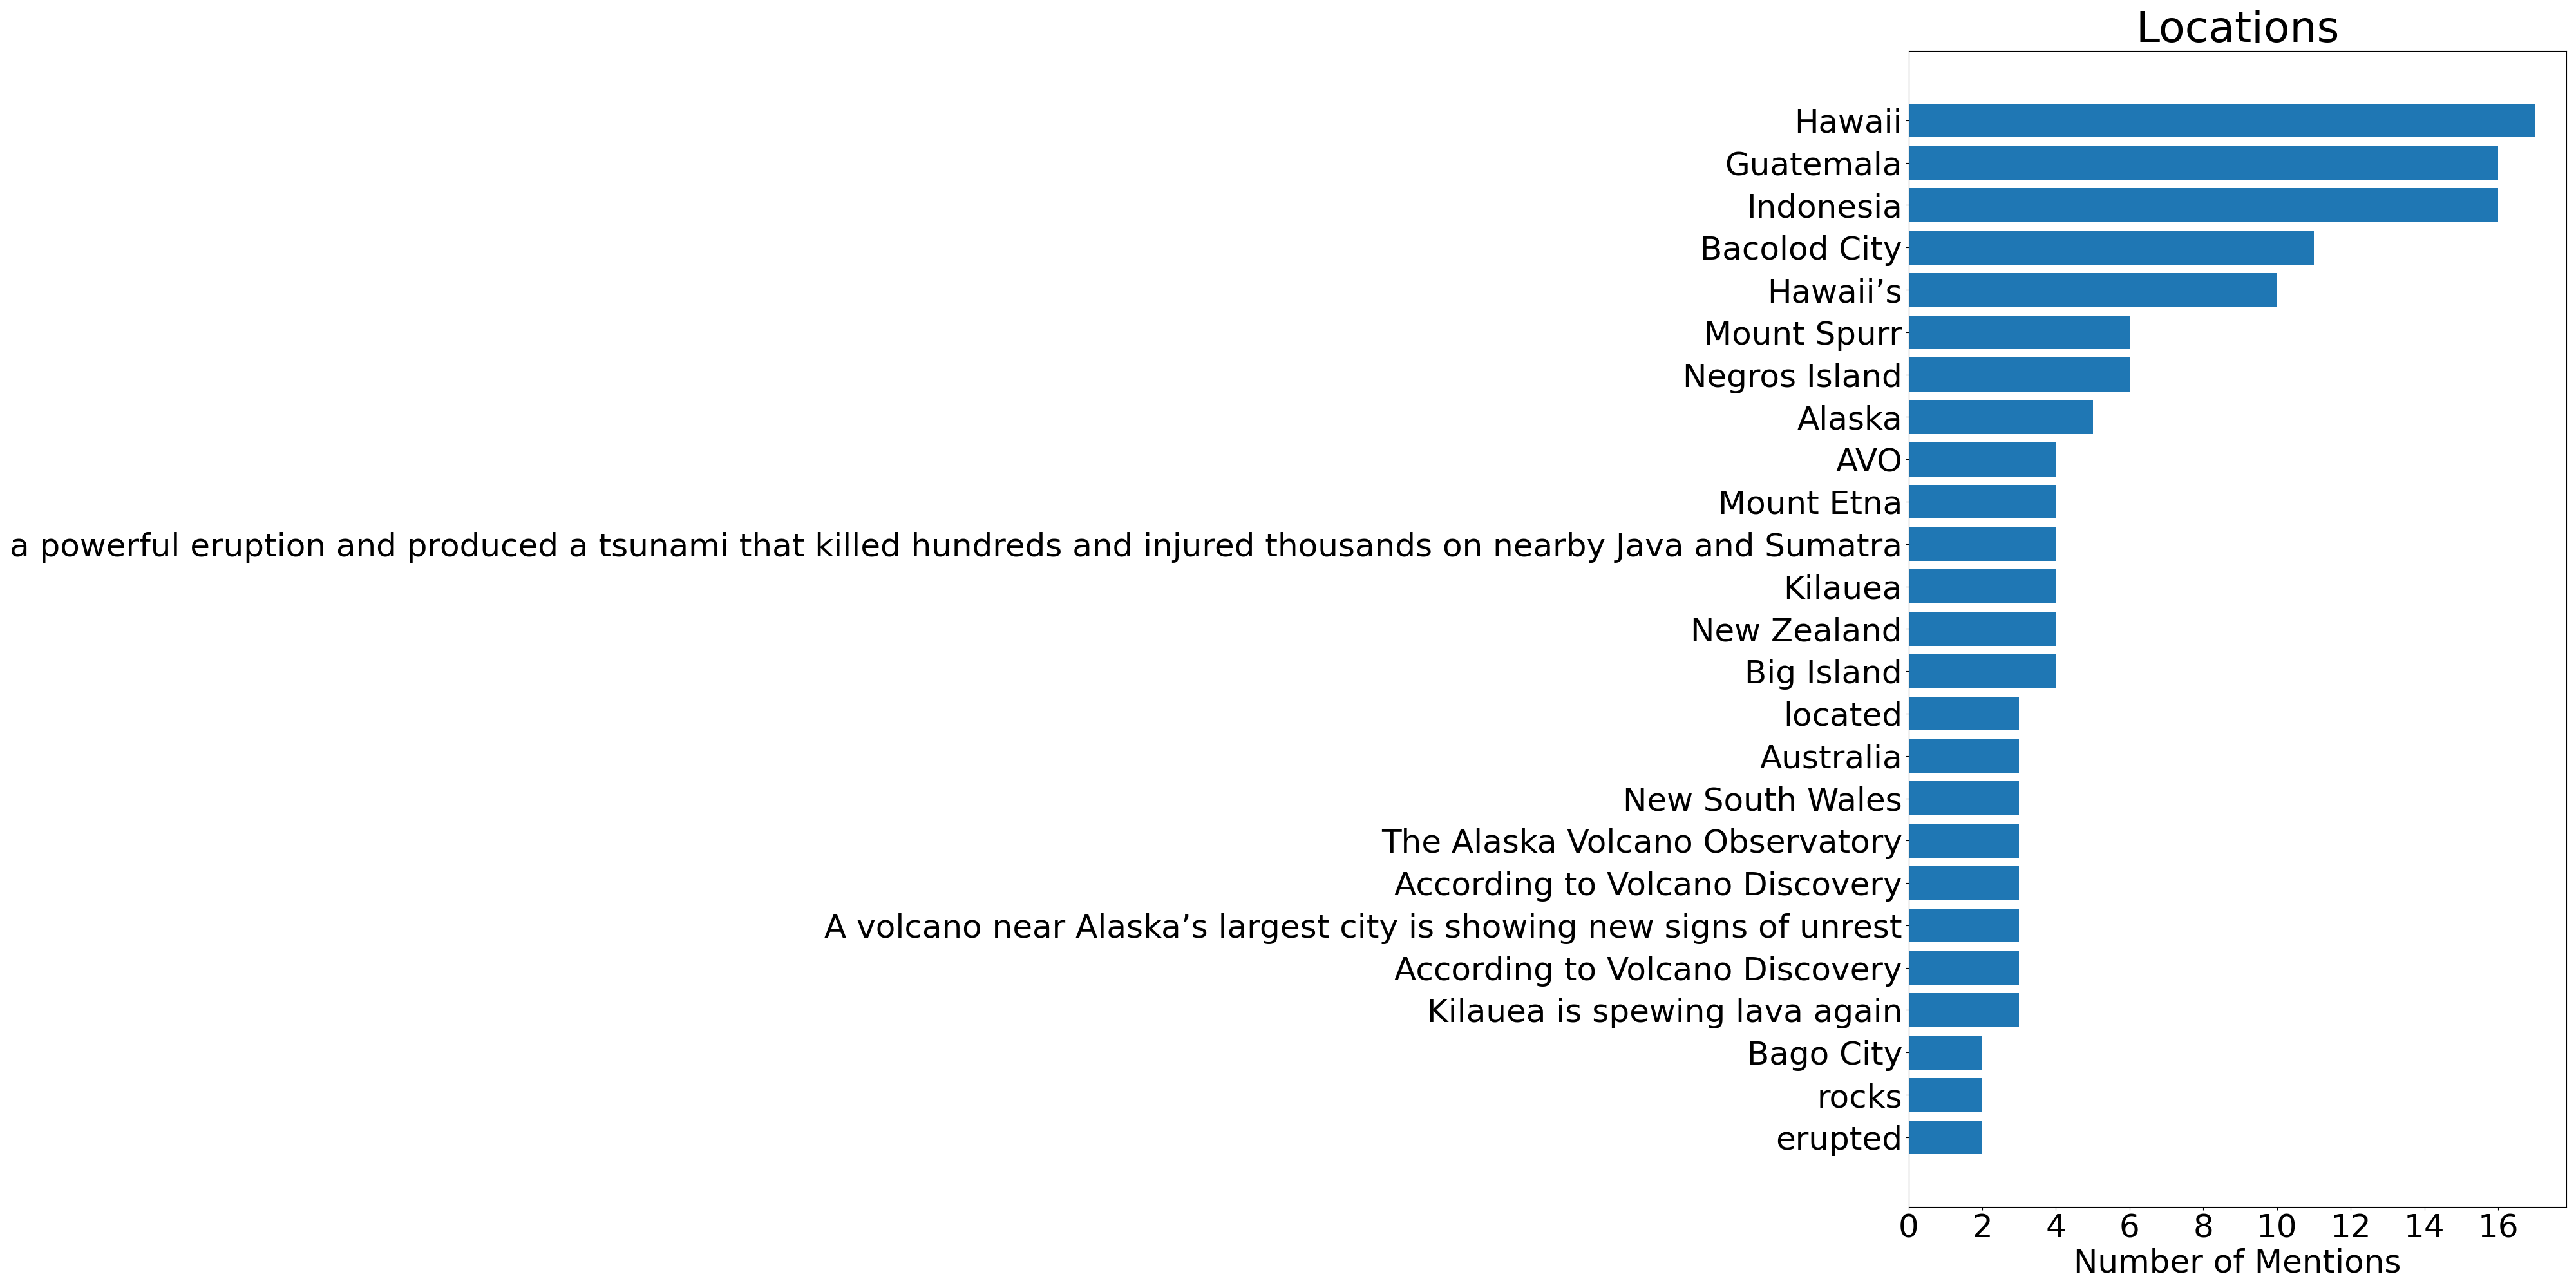 Locations
Hawaii
Guatemala
Indonesia
Bacolod City
Hawaii’s
Mount Spurr
Negros Island
Alaska
AVO
Mount Etna
a powerful eruption and produced a tsunami that killed hundreds and injured thousands on nearby Java and Sumatra
Kilauea
New Zealand
Big Island
located
Australia
New South Wales
The Alaska Volcano Observatory
According to Volcano Discovery
A volcano near Alaska’s largest city is showing new signs of unrest
According to Volcano Discovery
Kilauea is spewing lava again
Bago City
rocks
erupted
0 2 4 6 8 10 12 14 16
Number of Mentions